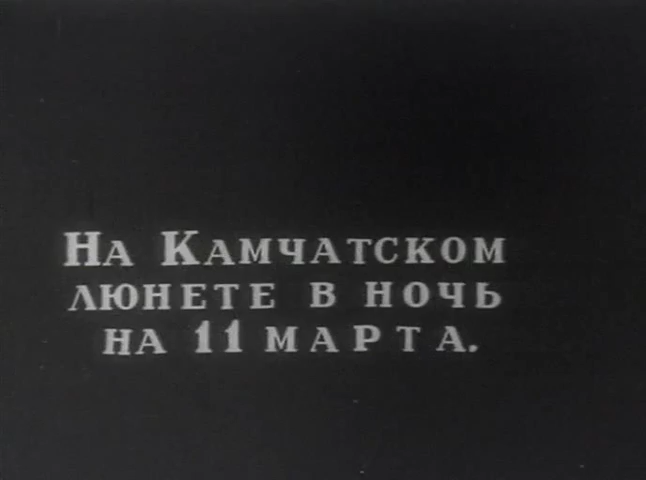 На Камчатском
люнете в ночь
на 11 марта.